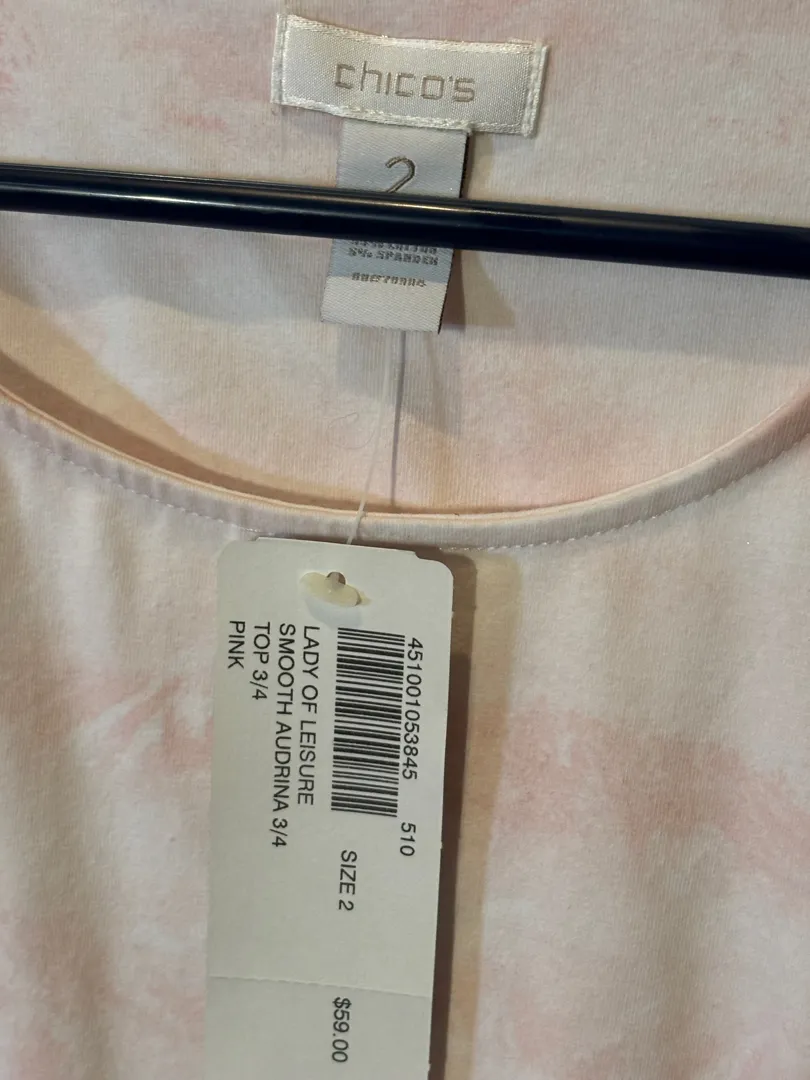 chico's
2
5% SPANDEX
451001053845 510
SIZE 2
$59.00
LADY OF LEISURE
SMOOTH AUDRINA 3/4
TOP 3/4
PINK